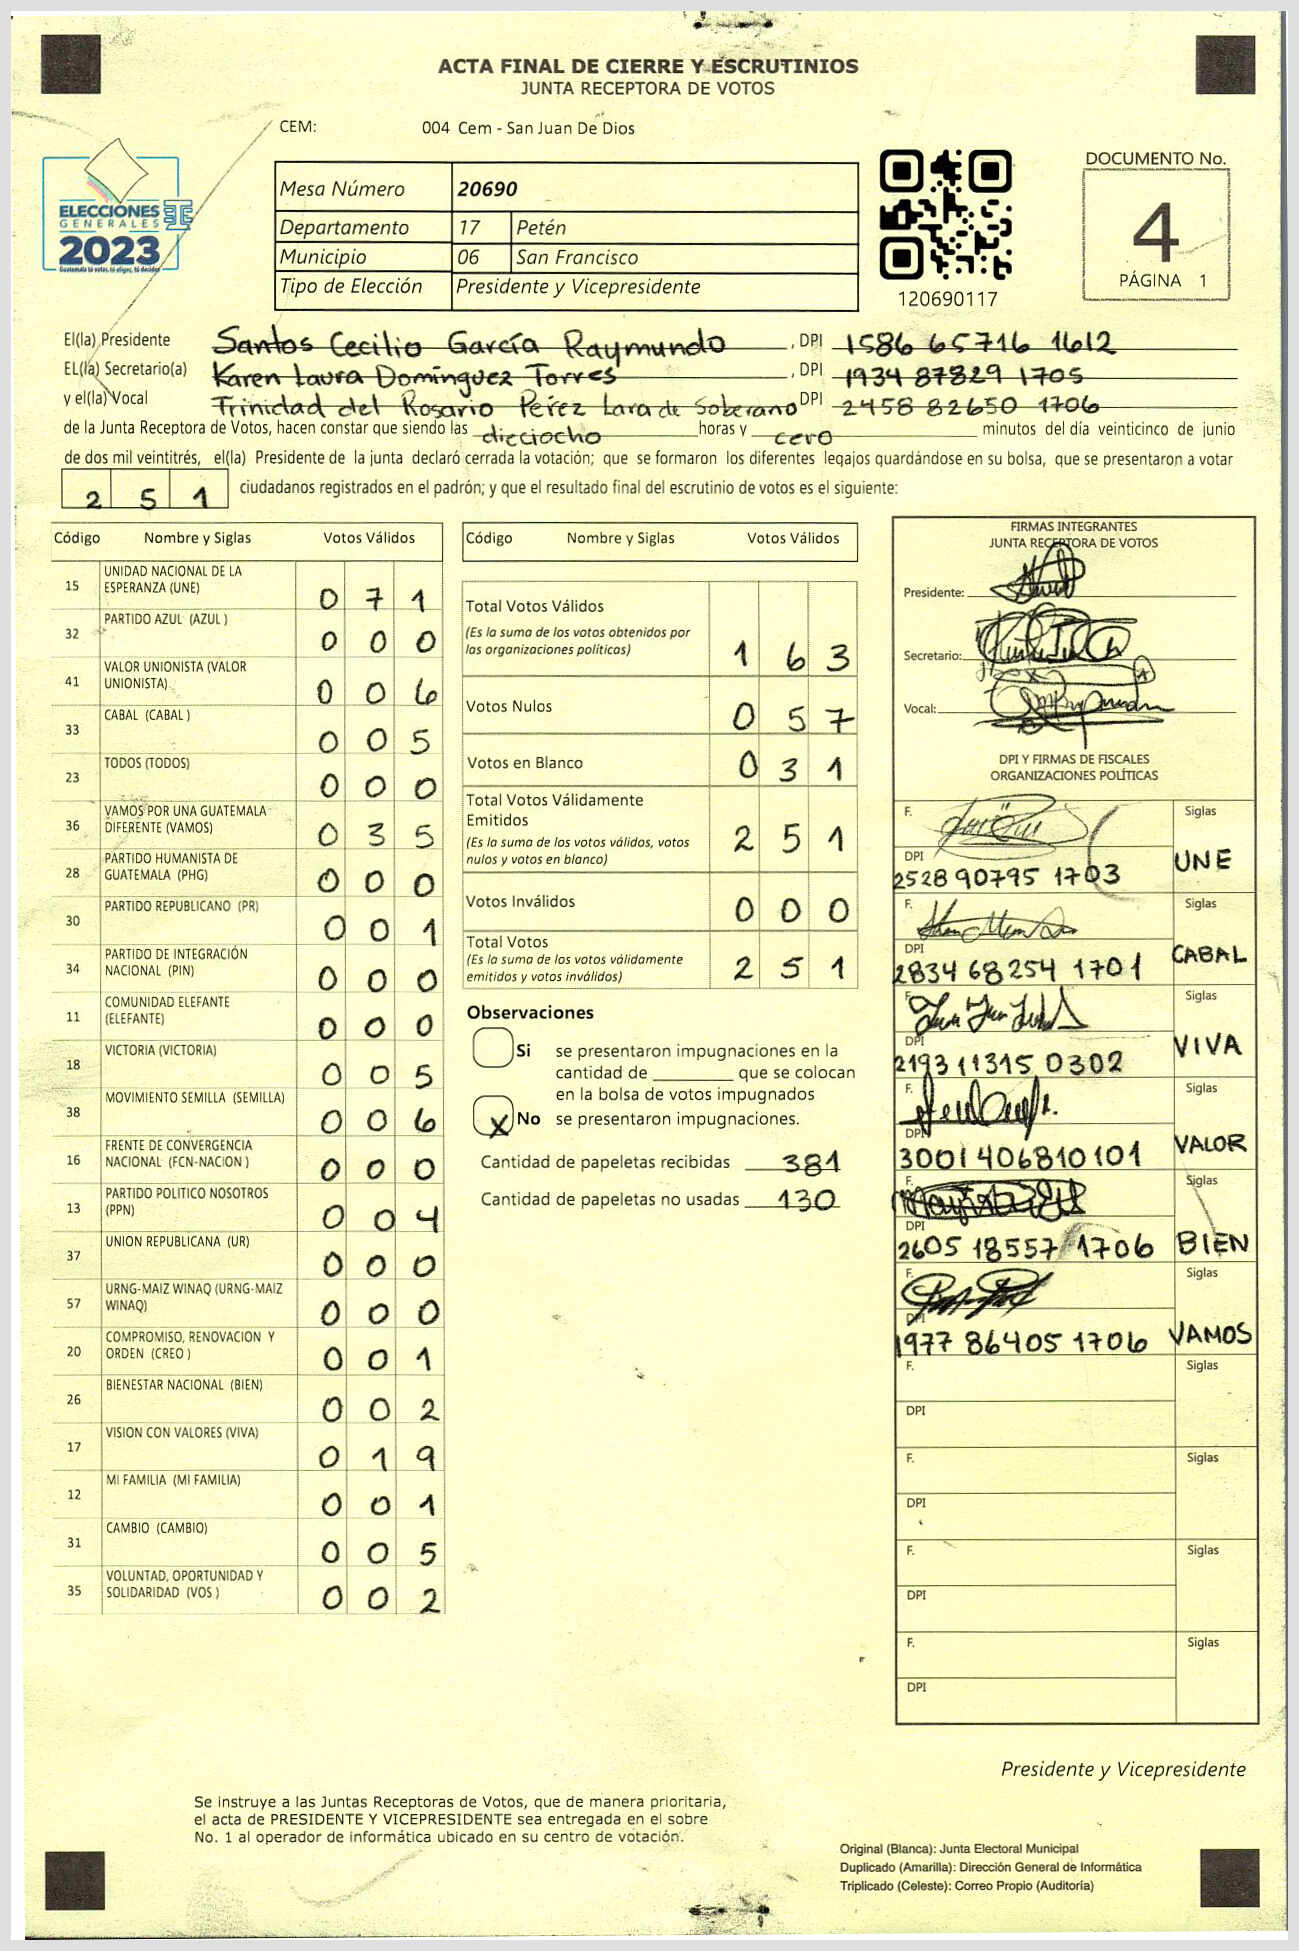 ACTA FINAL DE CIERRE Y ESCRUTINIOS
JUNTA RECEPTORA DE VOTOS
CEM: 004 Cem - San Juan De Dios
ELECCIONES
GENERALES
2023
Guatemala tú votas, tú eliges, tú decides
Mesa Número 20690
Departamento 17 Petén
Municipio 06 San Francisco
Tipo de Elección Presidente y Vicepresidente
120690117
DOCUMENTO No.
4
PÁGINA 1
El(la) Presidente Santos Cecilio García Raymundo, DPI 1586 65716 1612
EL(la) Secretario(a) Karen Laura Domínguez Torres, DPI 1934 87829 1705
y el(la) Vocal Trinidad del Rosario Pérez Lara de Soberano DPI 2458 82650 1706
de la Junta Receptora de Votos, hacen constar que siendo las dieciocho horas y cero minutos del día veinticinco de junio
de dos mil veintitrés, el(la) Presidente de la junta declaró cerrada la votación; que se formaron los diferentes legajos guardándose en su bolsa, que se presentaron a votar
2 5 1 ciudadanos registrados en el padrón; y que el resultado final del escrutinio de votos es el siguiente:
Código Nombre y Siglas Votos Válidos
15 UNIDAD NACIONAL DE LA
ESPERANZA (UNE) 0 7 1
32 PARTIDO AZUL (AZUL ) 0 0 0
41 VALOR UNIONISTA (VALOR
UNIONISTA) 0 0 6
33 CABAL (CABAL ) 0 0 5
23 TODOS (TODOS) 0 0 0
36 VAMOS POR UNA GUATEMALA
DIFERENTE (VAMOS) 0 3 5
28 PARTIDO HUMANISTA DE
GUATEMALA (PHG) 0 0 0
30 PARTIDO REPUBLICANO (PR) 0 0 1
34 PARTIDO DE INTEGRACIÓN
NACIONAL (PIN) 0 0 0
11 COMUNIDAD ELEFANTE
(ELEFANTE) 0 0 0
18 VICTORIA (VICTORIA) 0 0 5
38 MOVIMIENTO SEMILLA (SEMILLA) 0 0 6
16 FRENTE DE CONVERGENCIA
NACIONAL (FCN-NACION ) 0 0 0
13 PARTIDO POLITICO NOSOTROS
(PPN) 0 0 4
37 UNION REPUBLICANA (UR) 0 0 0
57 URNG-MAIZ WINAQ (URNG-MAIZ
WINAQ) 0 0 0
20 COMPROMISO, RENOVACION Y
ORDEN (CREO ) 0 0 1
26 BIENESTAR NACIONAL (BIEN) 0 0 2
17 VISION CON VALORES (VIVA) 0 1 9
12 MI FAMILIA (MI FAMILIA) 0 0 1
31 CAMBIO (CAMBIO) 0 0 5
35 VOLUNTAD, OPORTUNIDAD Y
SOLIDARIDAD (VOS ) 0 0 2
Código Nombre y Siglas Votos Válidos
Total Votos Válidos
(Es la suma de los votos obtenidos por
las organizaciones políticas) 1 6 3
Votos Nulos 0 5 7
Votos en Blanco 0 3 1
Total Votos Válidamente
Emitidos
(Es la suma de los votos válidos, votos
nulos y votos en blanco) 2 5 1
Votos Inválidos 0 0 0
Total Votos
(Es la suma de los votos válidamente
emitidos y votos inválidos) 2 5 1
Observaciones
Si se presentaron impugnaciones en la
cantidad de ________ que se colocan
en la bolsa de votos impugnados
X No se presentaron impugnaciones.
Cantidad de papeletas recibidas 381
Cantidad de papeletas no usadas 130
FIRMAS INTEGRANTES
JUNTA RECEPTORA DE VOTOS
Presidente:
Secretario:
Vocal:
DPI Y FIRMAS DE FISCALES
ORGANIZACIONES POLÍTICAS
F. Siglas
DPI UNE
2528 90795 1703
F. Siglas
DPI CABAL
2834 68254 1701
F. Siglas
DPI VIVA
2193 11315 0302
F. Siglas
DPI VALOR
3001 40681 0101
F. Siglas
DPI
2605 18557 1706 BIEN
F. Siglas
DPI
1977 86405 1706 VAMOS
F. Siglas
DPI
F. Siglas
DPI
F. Siglas
DPI
F. Siglas
DPI
Presidente y Vicepresidente
Se instruye a las Juntas Receptoras de Votos, que de manera prioritaria,
el acta de PRESIDENTE Y VICEPRESIDENTE sea entregada en el sobre
No. 1 al operador de informática ubicado en su centro de votación.
Original (Blanca): Junta Electoral Municipal
Duplicado (Amarilla): Dirección General de Informática
Triplicado (Celeste): Correo Propio (Auditoría)